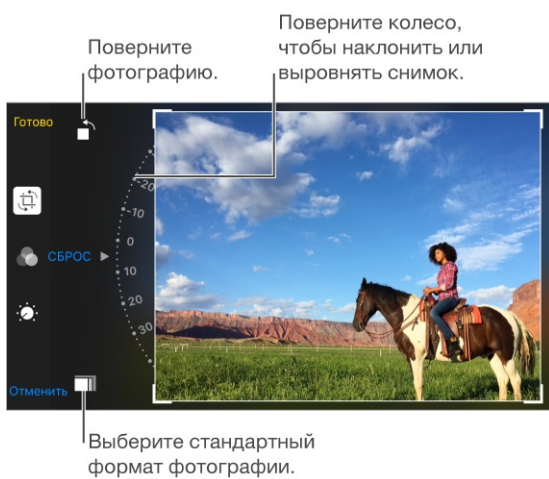 Поверните
фотографию.
Поверните колесо,
чтобы наклонить или
выровнять снимок.
Готово
-20
-10
0
СБРОС
10
20
30
Отменить
Выберите стандартный
формат фотографии.